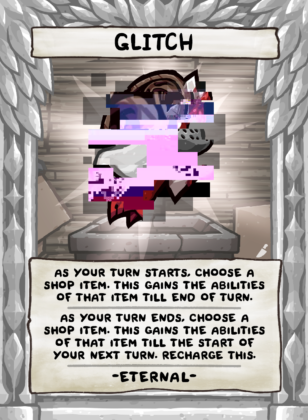 GLITCH
AS YOUR TURN STARTS, CHOOSE A
SHOP ITEM. THIS GAINS THE ABILITIES
OF THAT ITEM TILL END OF TURN.
AS YOUR TURN ENDS, CHOOSE A
SHOP ITEM. THIS GAINS THE ABILITIES
OF THAT ITEM TILL THE START OF
YOUR NEXT TURN. RECHARGE THIS.
-ETERNAL-